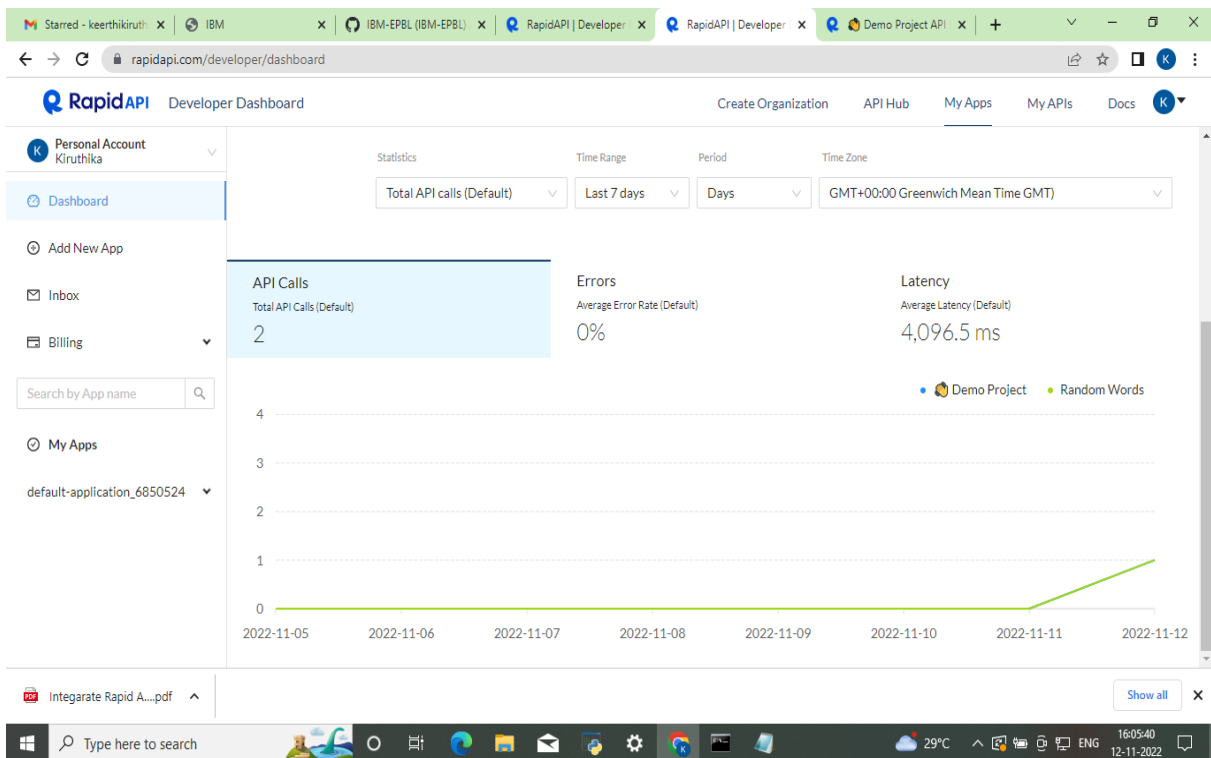 Starred - keerthikiruth
IBM
IBM-EPBL (IBM-EPBL)
RapidAPI | Developer
RapidAPI | Developer
Demo Project API
rapidapi.com/developer/dashboard
K
Rapid API Developer Dashboard
Create Organization
API Hub
My Apps
My APIs
Docs
K
K
Personal Account
Kiruthika
Dashboard
Add New App
Inbox
Billing
Search by App name
My Apps
default-application_6850524
Statistics
Time Range
Period
Time Zone
Total API calls (Default)
Last 7 days
Days
GMT+00:00 Greenwich Mean Time GMT)
API Calls
Total API Calls (Default)
2
Errors
Average Error Rate (Default)
0%
Latency
Average Latency (Default)
4,096.5 ms
Demo Project
Random Words
4
3
2
1
0
2022-11-05
2022-11-06
2022-11-07
2022-11-08
2022-11-09
2022-11-10
2022-11-11
2022-11-12
PDF
Integarate Rapid A....pdf
Show all
Type here to search
29°C
ENG
16:05:40
12-11-2022